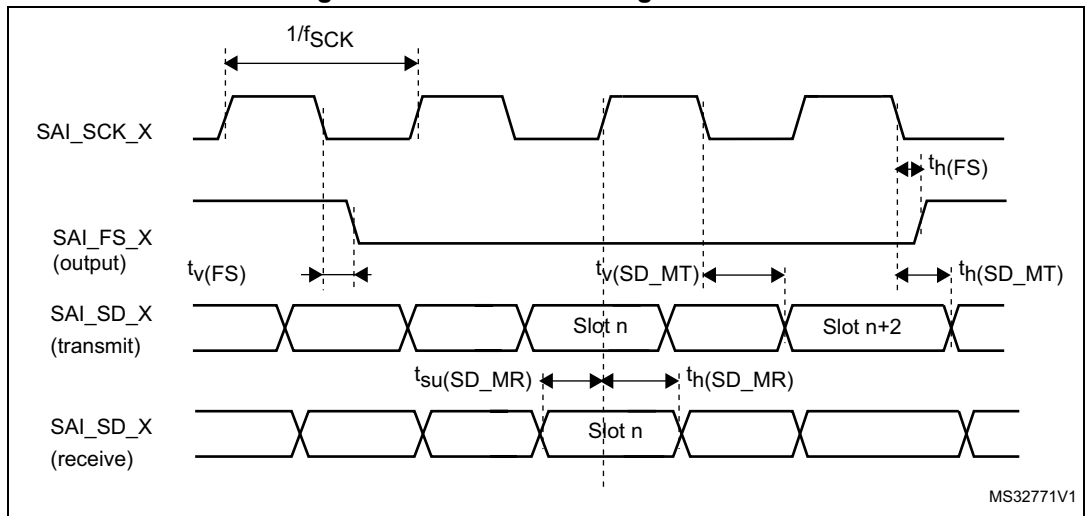 1/fSCK
SAI_SCK_X
th(FS)
SAI_FS_X
(output)
tv(FS)
tv(SD_MT)
th(SD_MT)
SAI_SD_X
(transmit)
Slot n
Slot n+2
tsu(SD_MR)
th(SD_MR)
SAI_SD_X
(receive)
Slot n
MS32771V1